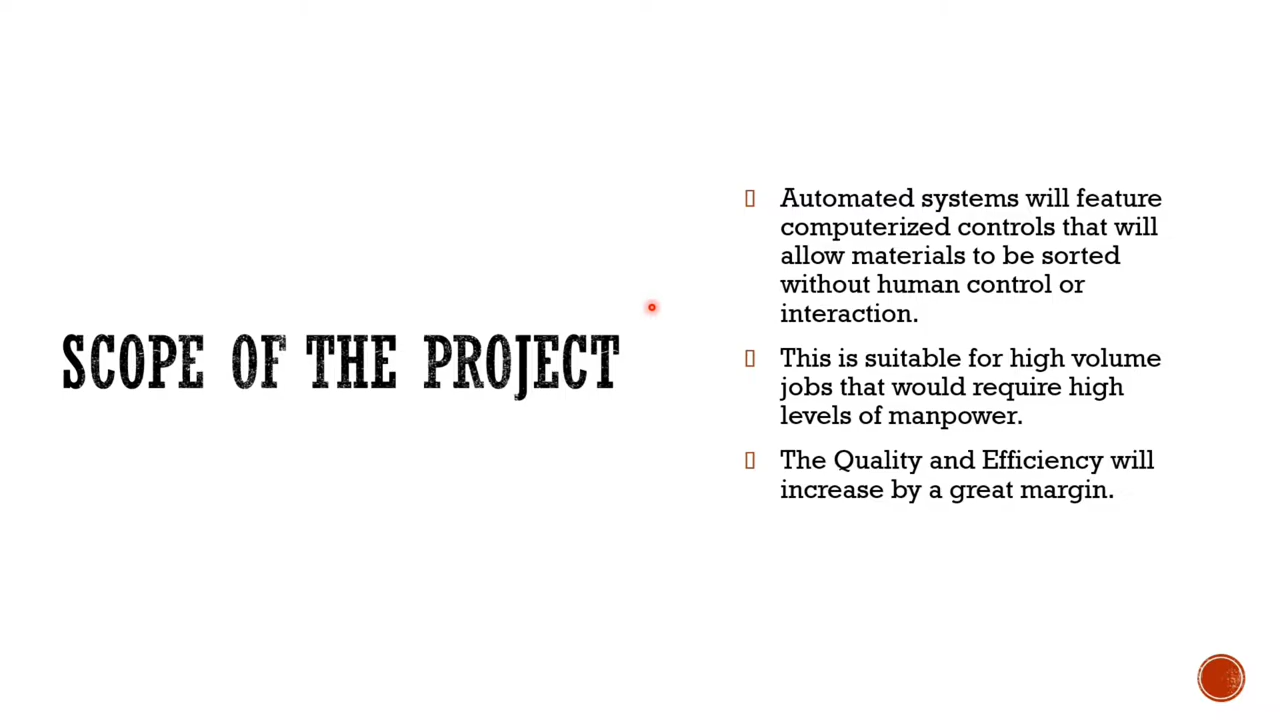 SCOPE OF THE PROJECT
Automated systems will feature
computerized controls that will
allow materials to be sorted
without human control or
interaction.
This is suitable for high volume
jobs that would require high
levels of manpower.
The Quality and Efficiency will
increase by a great margin.